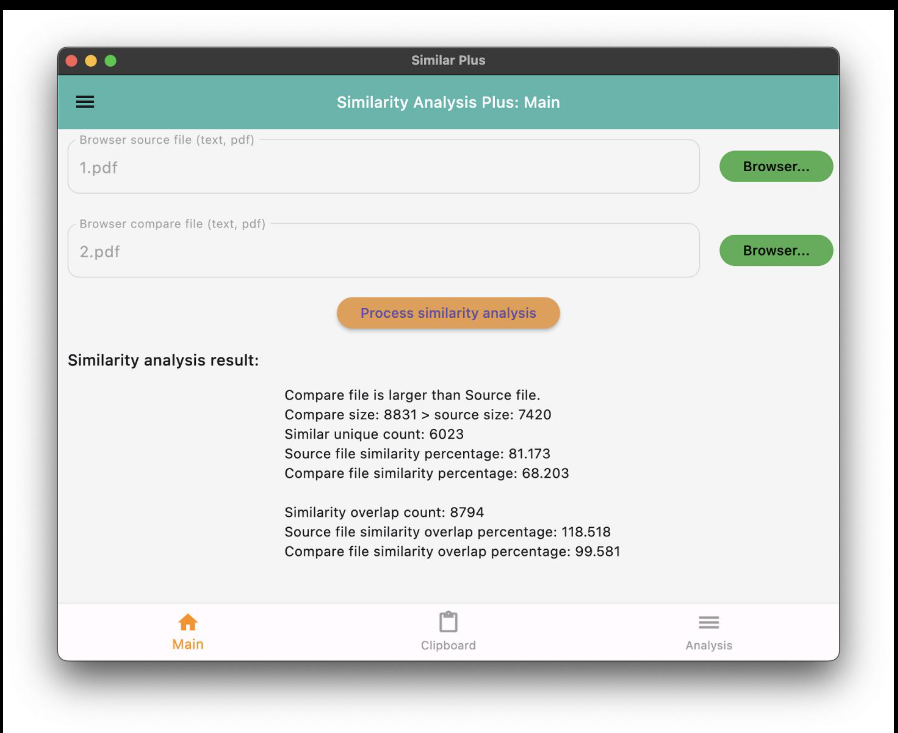 Similar Plus
Similarity Analysis Plus: Main
Browser source file (text, pdf)
1.pdf
Browser...
Browser compare file (text, pdf)
2.pdf
Browser...
Process similarity analysis
Similarity analysis result:
Compare file is larger than Source file.
Compare size: 8831 > source size: 7420
Similar unique count: 6023
Source file similarity percentage: 81.173
Compare file similarity percentage: 68.203
Similarity overlap count: 8794
Source file similarity overlap percentage: 118.518
Compare file similarity overlap percentage: 99.581
Main
Clipboard
Analysis